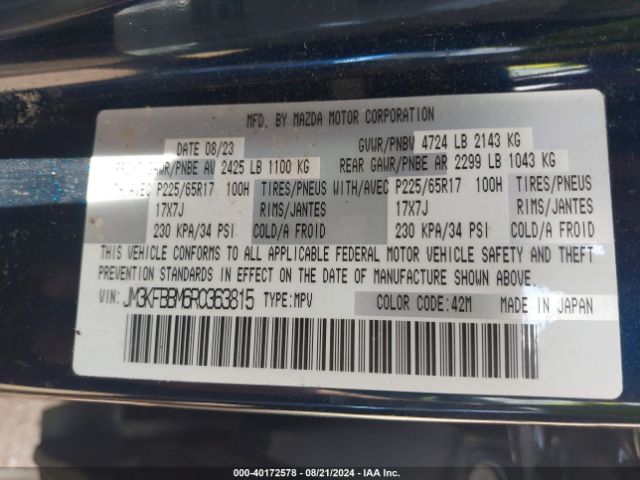 MFD. BY MAZDA MOTOR CORPORATION
DATE 08/23 GVWR/PNBV 4724 LB 2143 KG
GAWR/PNBE AV 2425 LB 1100 KG REAR GAWR/PNBE AR 2299 LB 1043 KG
WITH/AVEC P225/65R17 100H TIRES/PNEUS WITH/AVEC P225/65R17 100H TIRES/PNEUS
17X7J RIMS/JANTES 17X7J RIMS/JANTES
230 KPA/34 PSI COLD/A FROID 230 KPA/34 PSI COLD/A FROID
THIS VEHICLE CONFORMS TO ALL APPLICABLE FEDERAL MOTOR VEHICLE SAFETY AND THEFT
PREVENTION STANDARDS IN EFFECT ON THE DATE OF MANUFACTURE SHOWN ABOVE.
VIN: JM3KFBBM6R0363815 TYPE:MPV COLOR CODE:42M MADE IN JAPAN
000-40172578 - 08/21/2024 - IAA Inc.